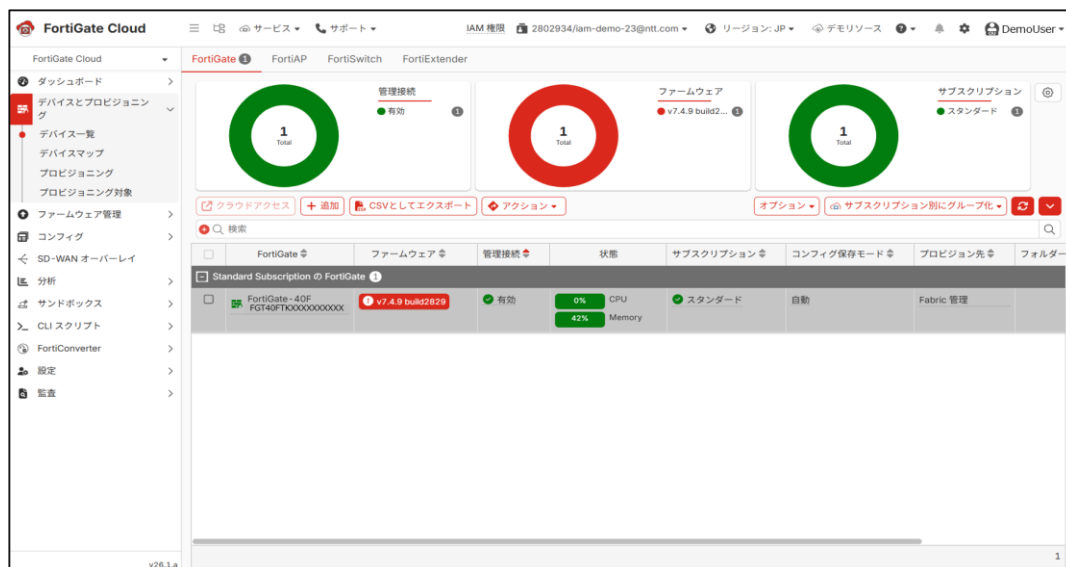 FortiGate Cloud
サービス
サポート
IAM 権限
2802934/iam-demo-23@ntt.com
リージョン: JP
デモリソース
DemoUser
FortiGate Cloud
ダッシュボード
デバイスとプロビジョニン
グ
デバイス一覧
デバイスマップ
プロビジョニング
プロビジョニング対象
ファームウェア管理
コンフィグ
SD-WAN オーバーレイ
分析
サンドボックス
CLI スクリプト
FortiConverter
設定
監査
v26.1.a
FortiGate 1
FortiAP
FortiSwitch
FortiExtender
1
Total
管理接続
有効 1
1
Total
ファームウェア
v7.4.9 build2... 1
1
Total
サブスクリプション
スタンダード 1
クラウドアクセス
+ 追加
CSVとしてエクスポート
アクション
オプション
サブスクリプション別にグループ化
検索
FortiGate
ファームウェア
管理接続
状態
サブスクリプション
コンフィグ保存モード
プロビジョン先
フォルダー
Standard Subscription の FortiGate 1
FortiGate-40F
v7.4.9 build2829
有効
0% CPU
42% Memory
スタンダード
自動
Fabric 管理
1